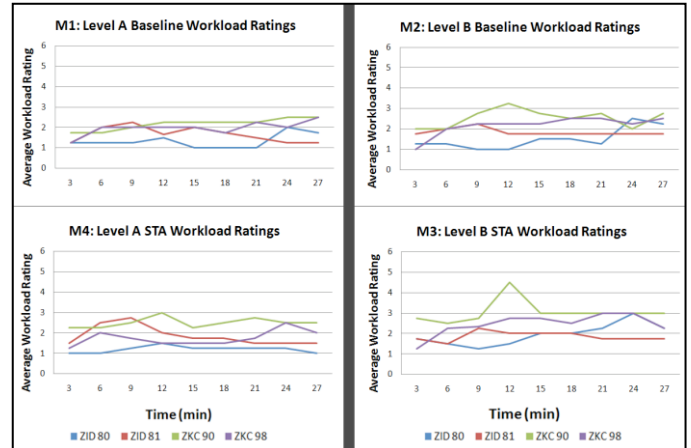 M1: Level A Baseline Workload Ratings
Average Workload Rating
6
5
4
3
2
1
0
3 6 9 12 15 18 21 24 27
M2: Level B Baseline Workload Ratings
Average Workload Rating
6
5
4
3
2
1
0
3 6 9 12 15 18 21 24 27
M4: Level A STA Workload Ratings
Average Workload Rating
6
5
4
3
2
1
0
3 6 9 12 15 18 21 24 27
Time (min)
ZID 80 ZID 81 ZKC 90 ZKC 98
M3: Level B STA Workload Ratings
Average Workload Rating
6
5
4
3
2
1
0
3 6 9 12 15 18 21 24 27
Time (min)
ZID 80 ZID 81 ZKC 90 ZKC 98